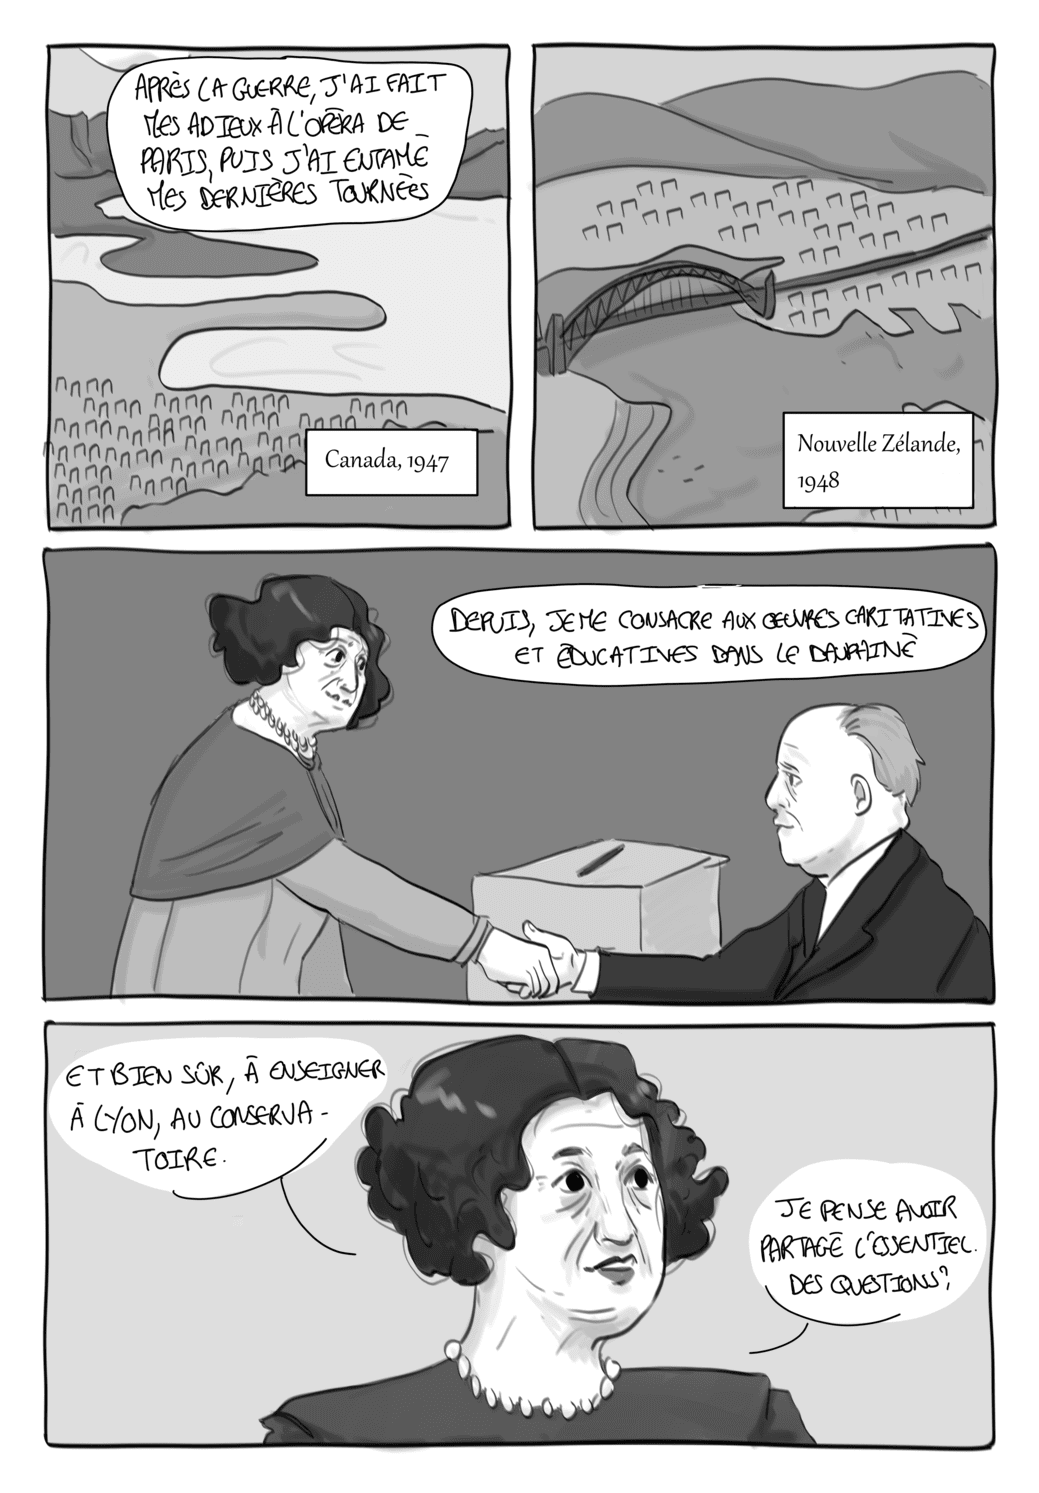 APRÈS LA GUERRE, J'AI FAIT
MES ADIEUX À L'OPÉRA DE
PARIS, PUIS J'AI ENTAMÉ
MES DERNIÈRES TOURNÉES
Canada, 1947
Nouvelle Zélande,
1948
DEPUIS, JE ME CONSACRE AUX ŒUVRES CARITATIVES
ET ÉDUCATIVES DANS LE DAUPHINÉ
ET BIEN SÛR, À ENSEIGNER
À LYON, AU CONSERVA-
TOIRE.
JE PENSE AVOIR
PARTAGÉ L'ESSENTIEL.
DES QUESTIONS?